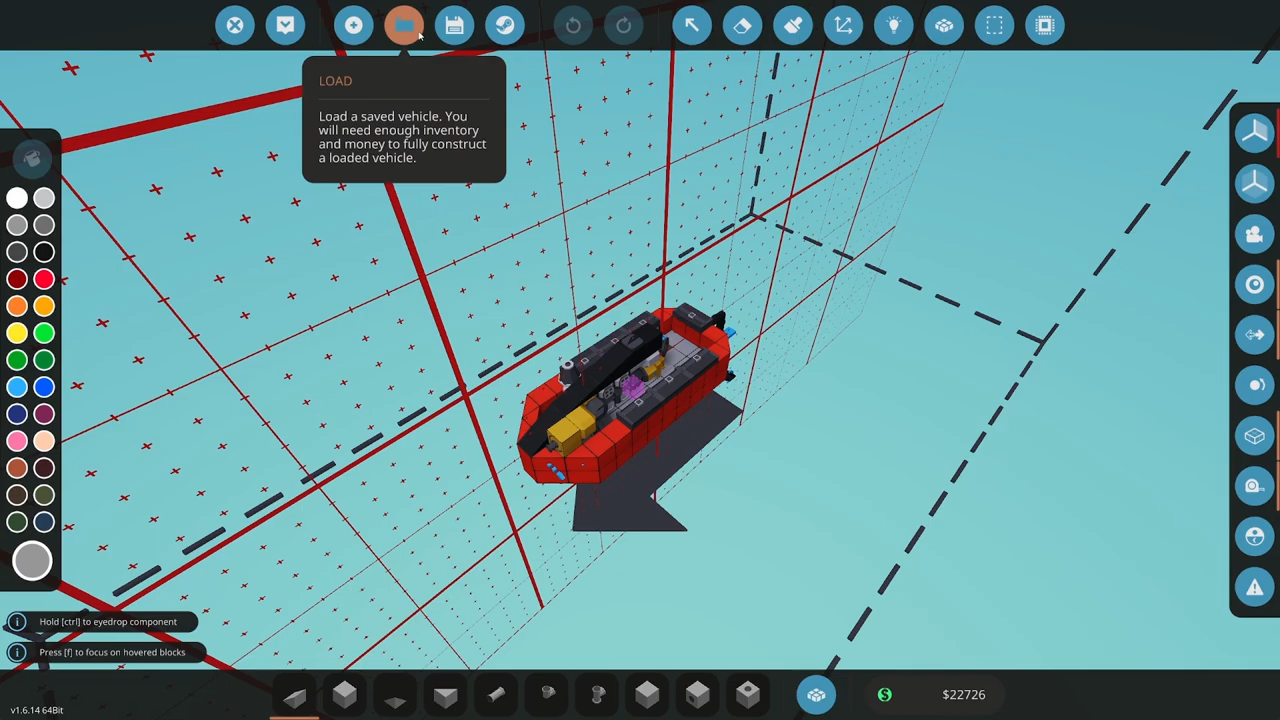 LOAD
Load a saved vehicle. You
will need enough inventory
and money to fully construct
a loaded vehicle.
Hold [ctrl] to eyedrop component
Press [f] to focus on hovered blocks
v1.6.14 64Bit
$
$22726